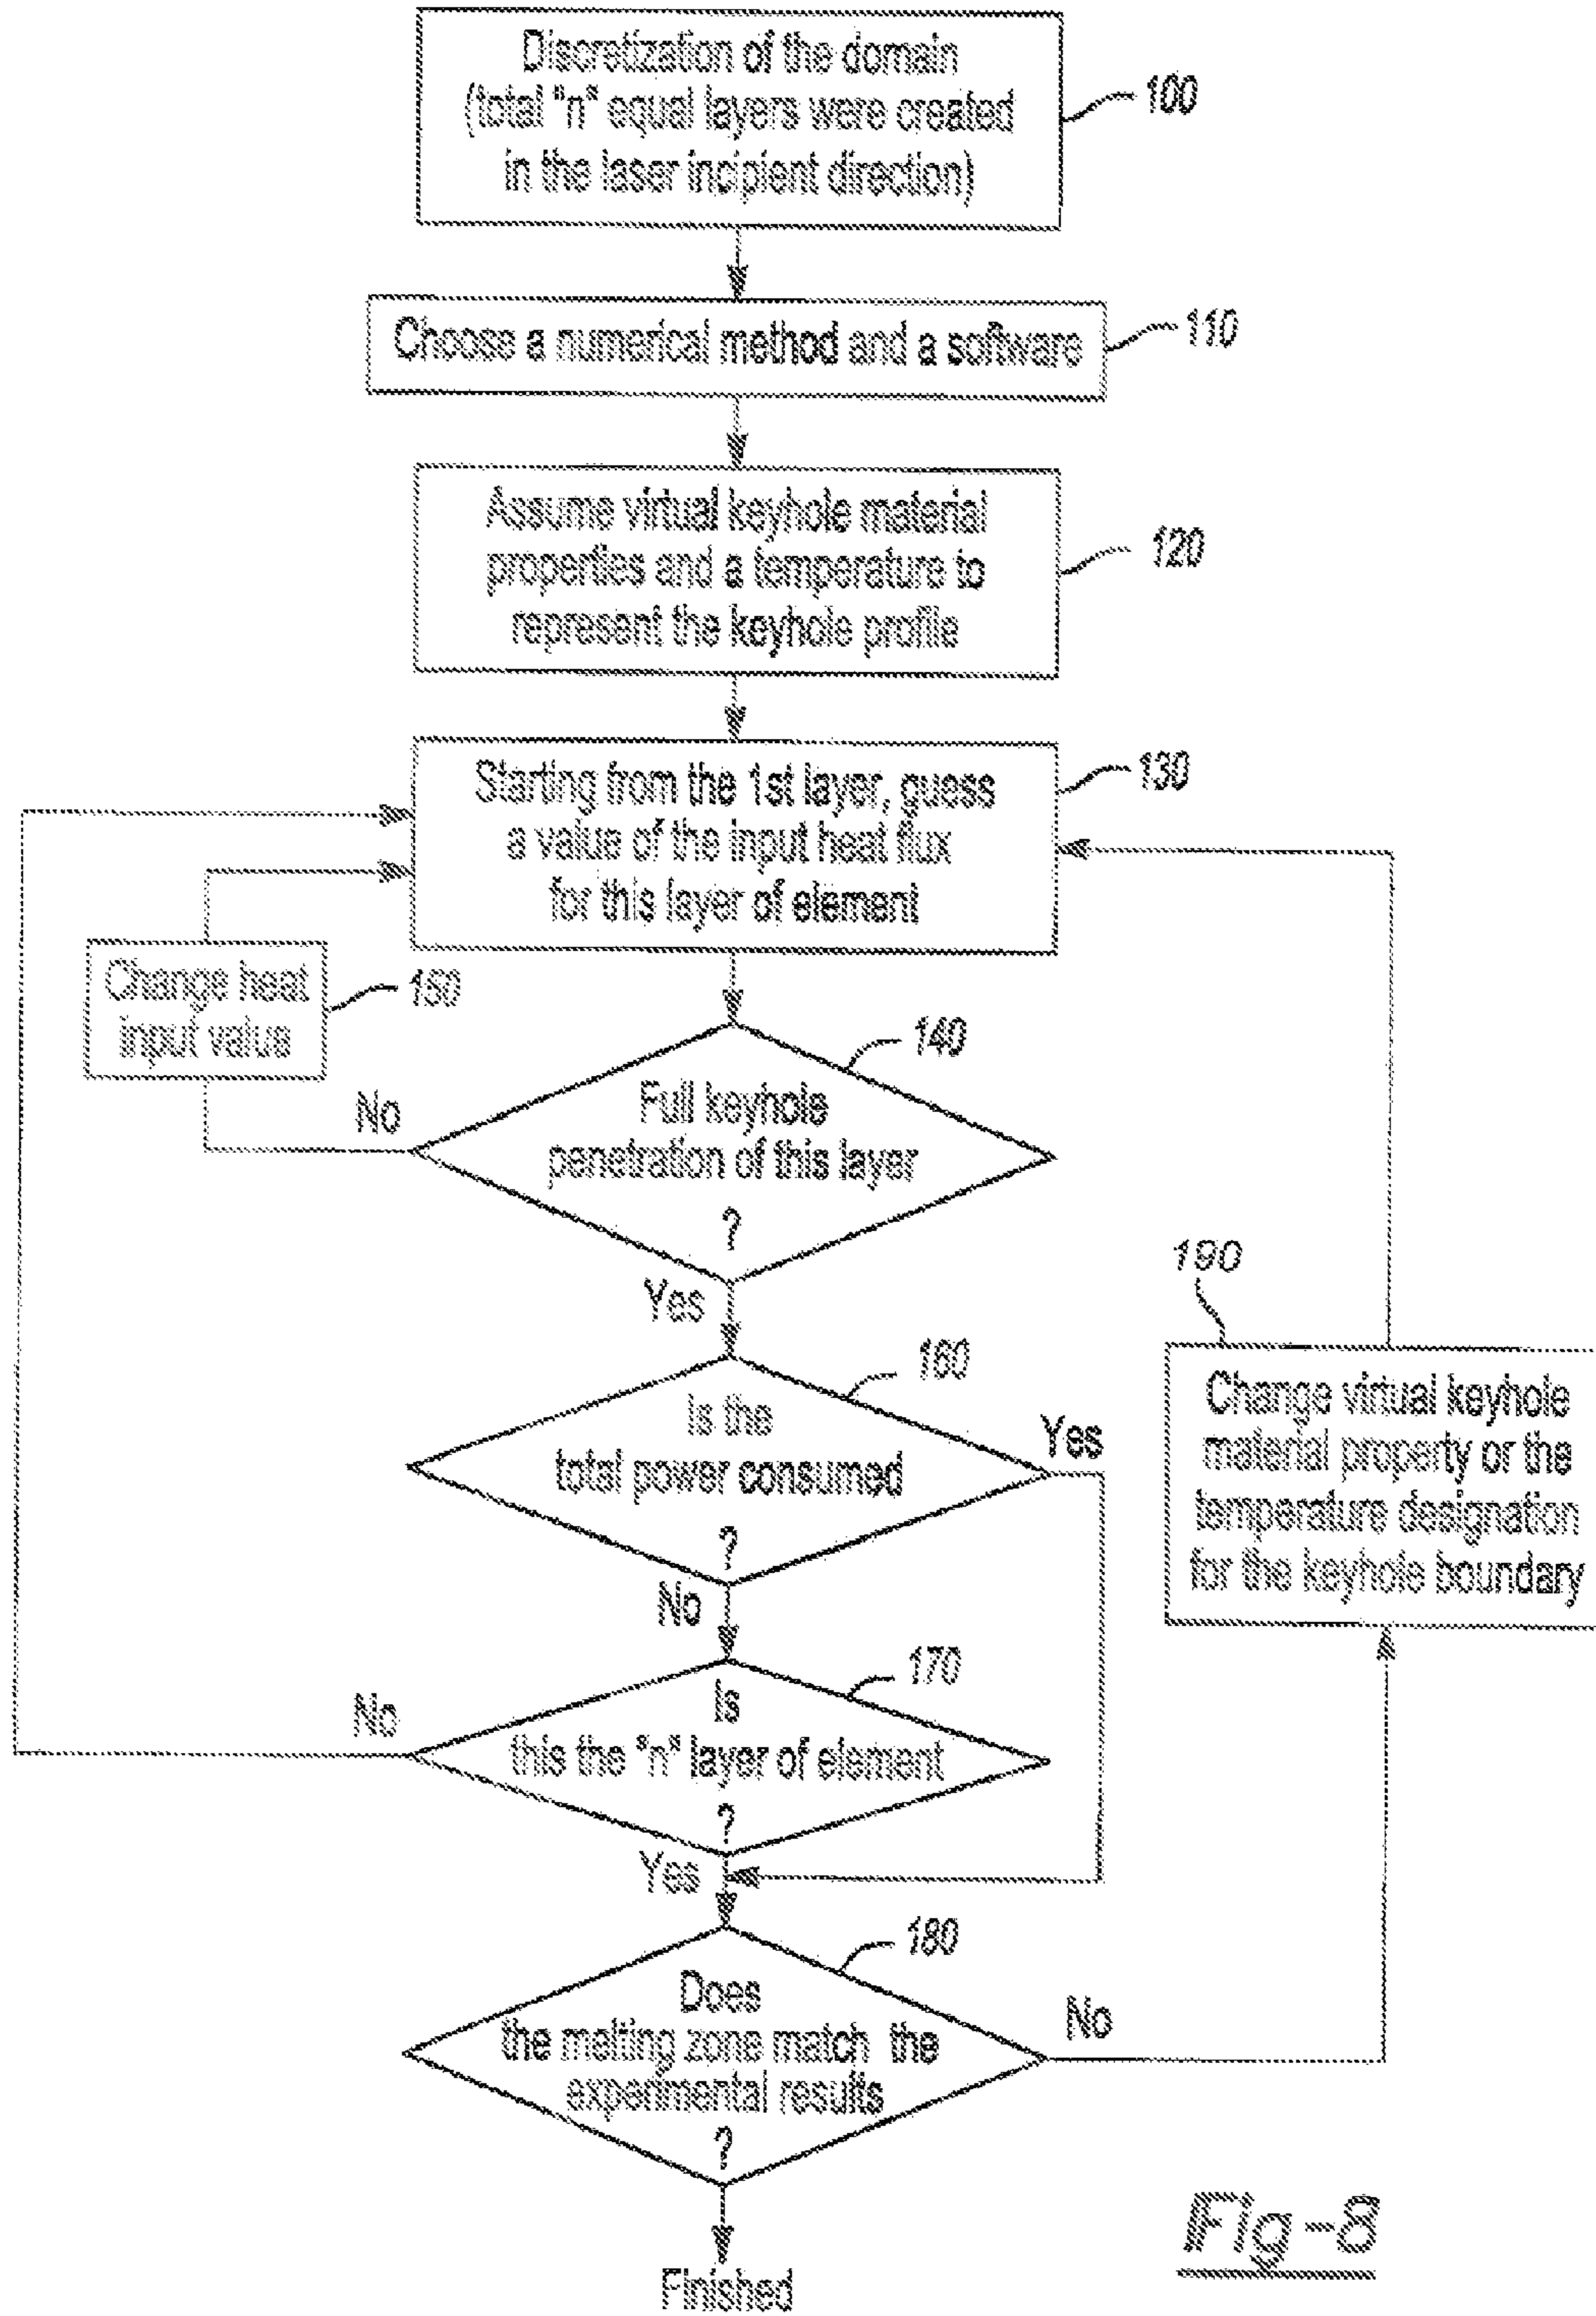 Discretization of the domain
(total "n" equal layers were created
in the laser incipient direction)
100
Choose a numerical method and a software
110
Assume virtual keyhole material
properties and a temperature to
represent the keyhole profile
120
Starting from the 1st layer, guess
a value of the input heat flux
for this layer of element
130
Change heat
input value
150
140
Full keyhole
penetration of this layer
?
No
Yes
160
Is the
total power consumed
?
Yes
No
190
Change virtual keyhole
material property or the
temperature designation
for the keyhole boundary
170
Is
this the "n" layer of element
?
No
Yes
180
Does
the melting zone match the
experimental results
?
No
Finished
Fig-8